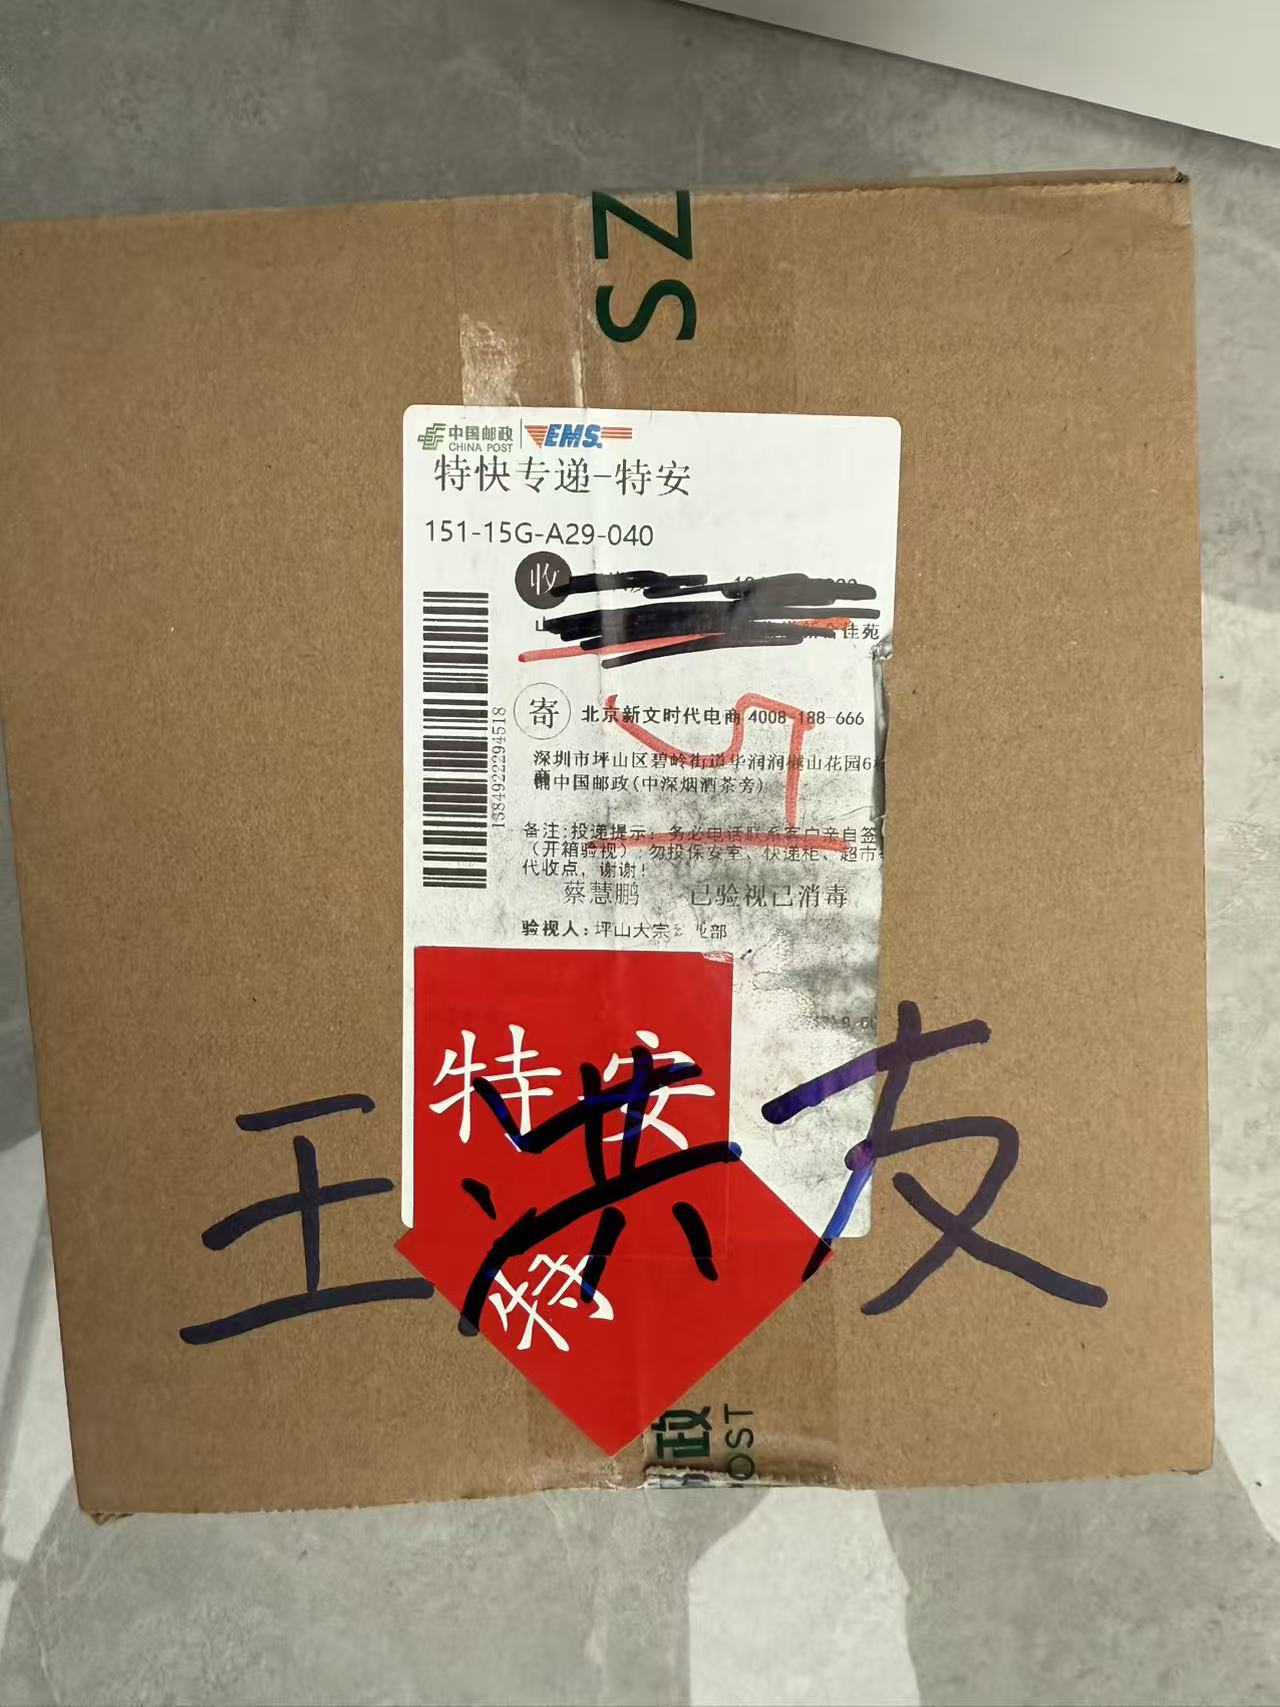 SZ
中国邮政
CHINA POST
EMS
特快专递-特安
151-15G-A29-040
收
佳苑
寄 北京新文时代电商 4008-188-666
深圳市坪山区碧岭街道华润润樾山花园6
中国邮政(中深烟酒茶旁)
备注:投递提示:务必电话联系客户亲自签
(开箱验视),勿投保安室、快递柜、超市
代收点,谢谢!
蔡慧鹏 已验视已消毒
验视人:坪山大宗
1384922294518
特安
王洪友
特
政
OST